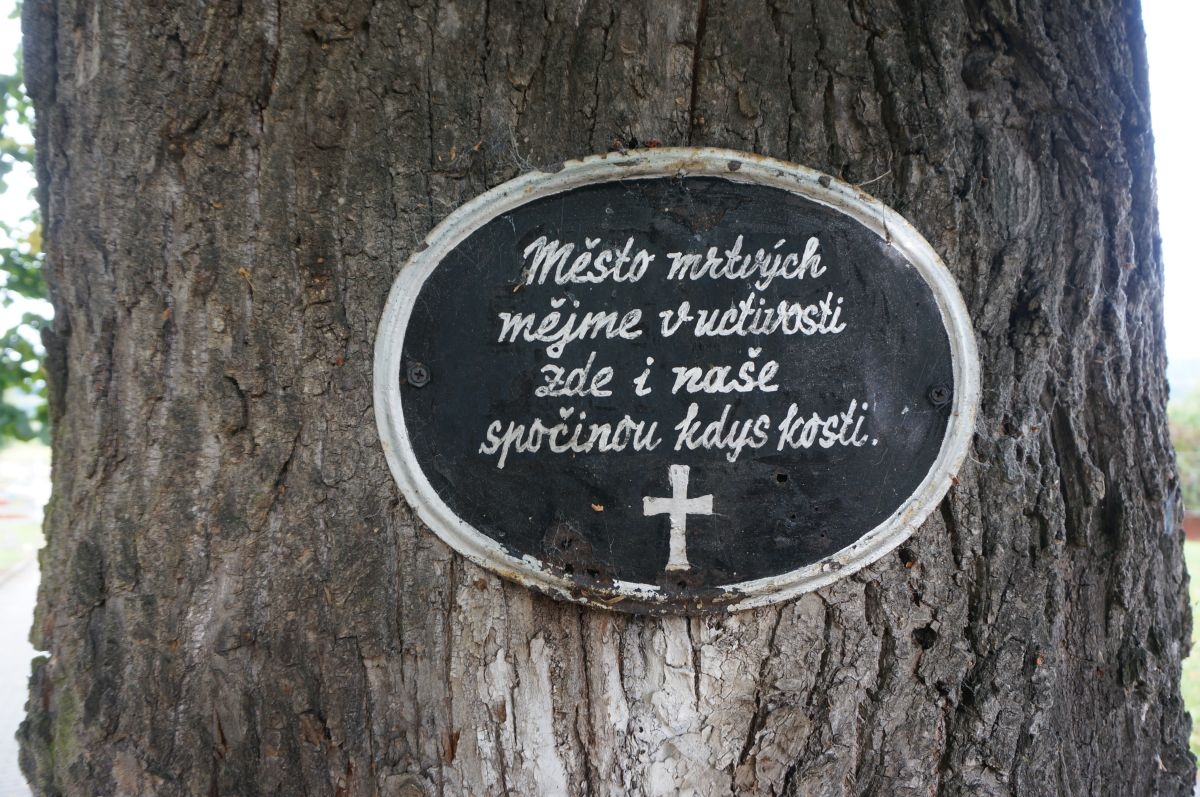 Město mrtvých
mějme v uctivosti
zde i naše
spočinou kdys kosti.